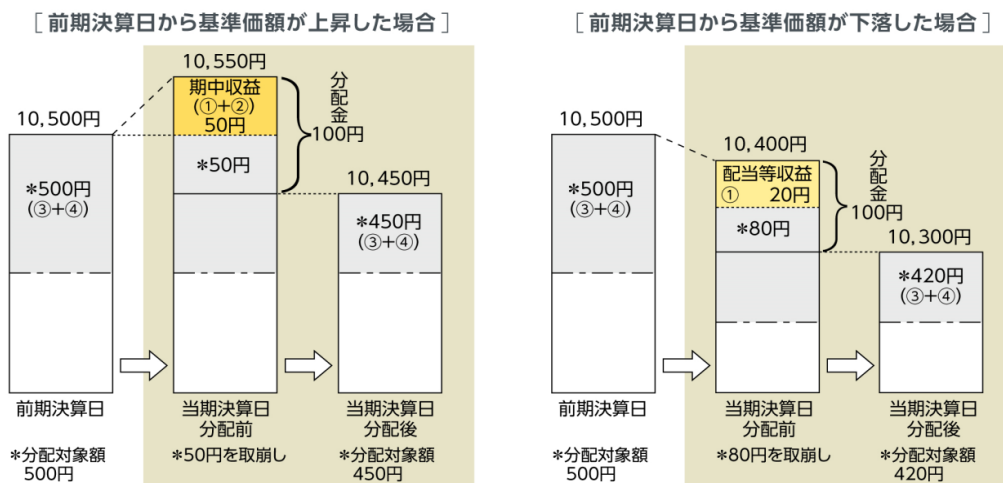 [前期決算日から基準価額が上昇した場合]
10,500円
＊500円
(③＋④)
前期決算日
＊分配対象額
500円
10,550円
期中収益
(①＋②)
50円
＊50円
分配金
100円
当期決算日
分配前
＊50円を取崩し
10,450円
＊450円
(③＋④)
当期決算日
分配後
＊分配対象額
450円
[前期決算日から基準価額が下落した場合]
10,500円
＊500円
(③＋④)
前期決算日
＊分配対象額
500円
10,400円
配当等収益
① 20円
＊80円
分配金
100円
当期決算日
分配前
＊80円を取崩し
10,300円
＊420円
(③＋④)
当期決算日
分配後
＊分配対象額
420円